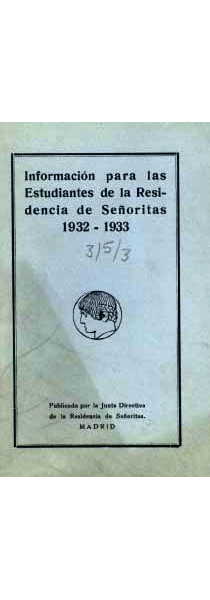 Información para las
Estudiantes de la Resi-
dencia de Señoritas
1932 - 1933
3/5/3
Publicada por la Junta Directiva
de la Residencia de Señoritas.
MADRID